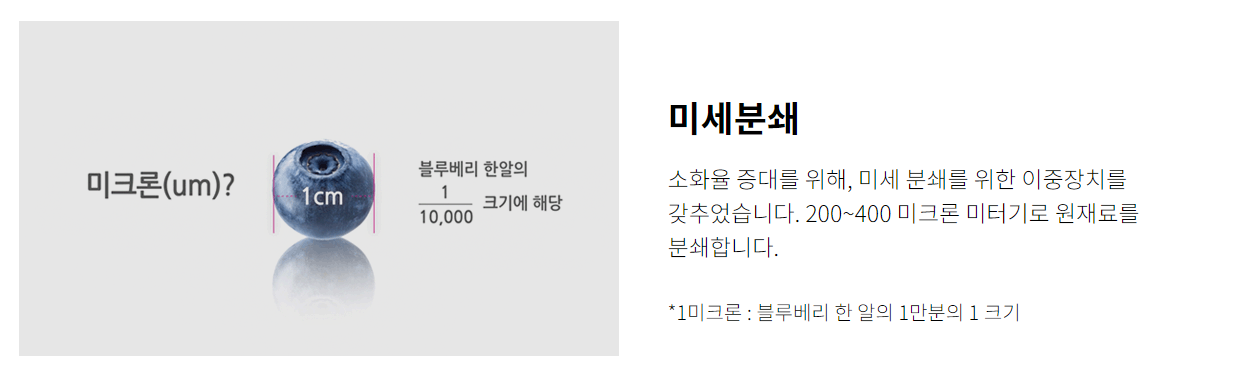 미크론(um)?
1cm
블루베리 한알의
1
10,000
크기에 해당
미세분쇄
소화율 증대를 위해, 미세 분쇄를 위한 이중장치를
갖추었습니다. 200~400 미크론 미터기로 원재료를
분쇄합니다.
*1미크론 : 블루베리 한 알의 1만분의 1 크기